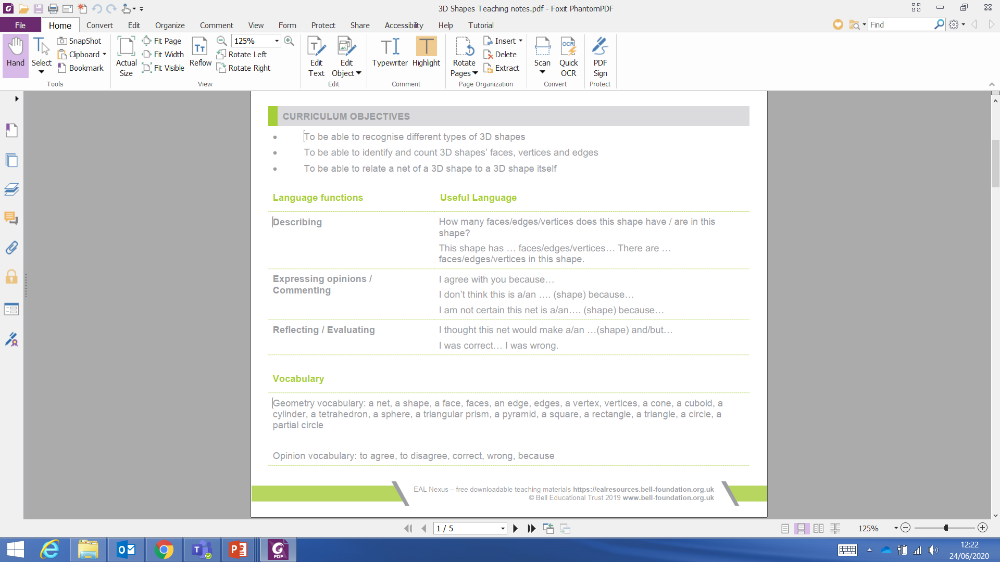 3D Shapes Teaching notes.pdf - Foxit PhantomPDF
File Home Convert Edit Organize Comment View Form Protect Share Accessibility Help Tutorial Find
Hand
Select
SnapShot
Clipboard
Bookmark
Tools
Actual
Size
Fit Page
Fit Width
Fit Visible
Reflow
125%
Rotate Left
Rotate Right
View
Edit
Text
Edit
Object
Edit
Typewriter
Highlight
Comment
Rotate
Pages
Insert
Delete
Extract
Page Organization
Scan
Quick
OCR
Convert
PDF
Sign
Protect
CURRICULUM OBJECTIVES
• To be able to recognise different types of 3D shapes
• To be able to identify and count 3D shapes’ faces, vertices and edges
• To be able to relate a net of a 3D shape to a 3D shape itself
Language functions Useful Language
Describing
How many faces/edges/vertices does this shape have / are in this
shape?
This shape has … faces/edges/vertices… There are …
faces/edges/vertices in this shape.
Expressing opinions /
Commenting
I agree with you because…
I don’t think this is a/an …. (shape) because…
I am not certain this net is a/an…. (shape) because…
Reflecting / Evaluating
I thought this net would make a/an …(shape) and/but…
I was correct… I was wrong.
Vocabulary
Geometry vocabulary: a net, a shape, a face, faces, an edge, edges, a vertex, vertices, a cone, a cuboid, a
cylinder, a tetrahedron, a sphere, a triangular prism, a pyramid, a square, a rectangle, a triangle, a circle, a
partial circle
Opinion vocabulary: to agree, to disagree, correct, wrong, because
EAL Nexus – free downloadable teaching materials https://ealresources.bell-foundation.org.uk
© Bell Educational Trust 2019 www.bell-foundation.org.uk
1 / 5
125%
12:22
24/06/2020